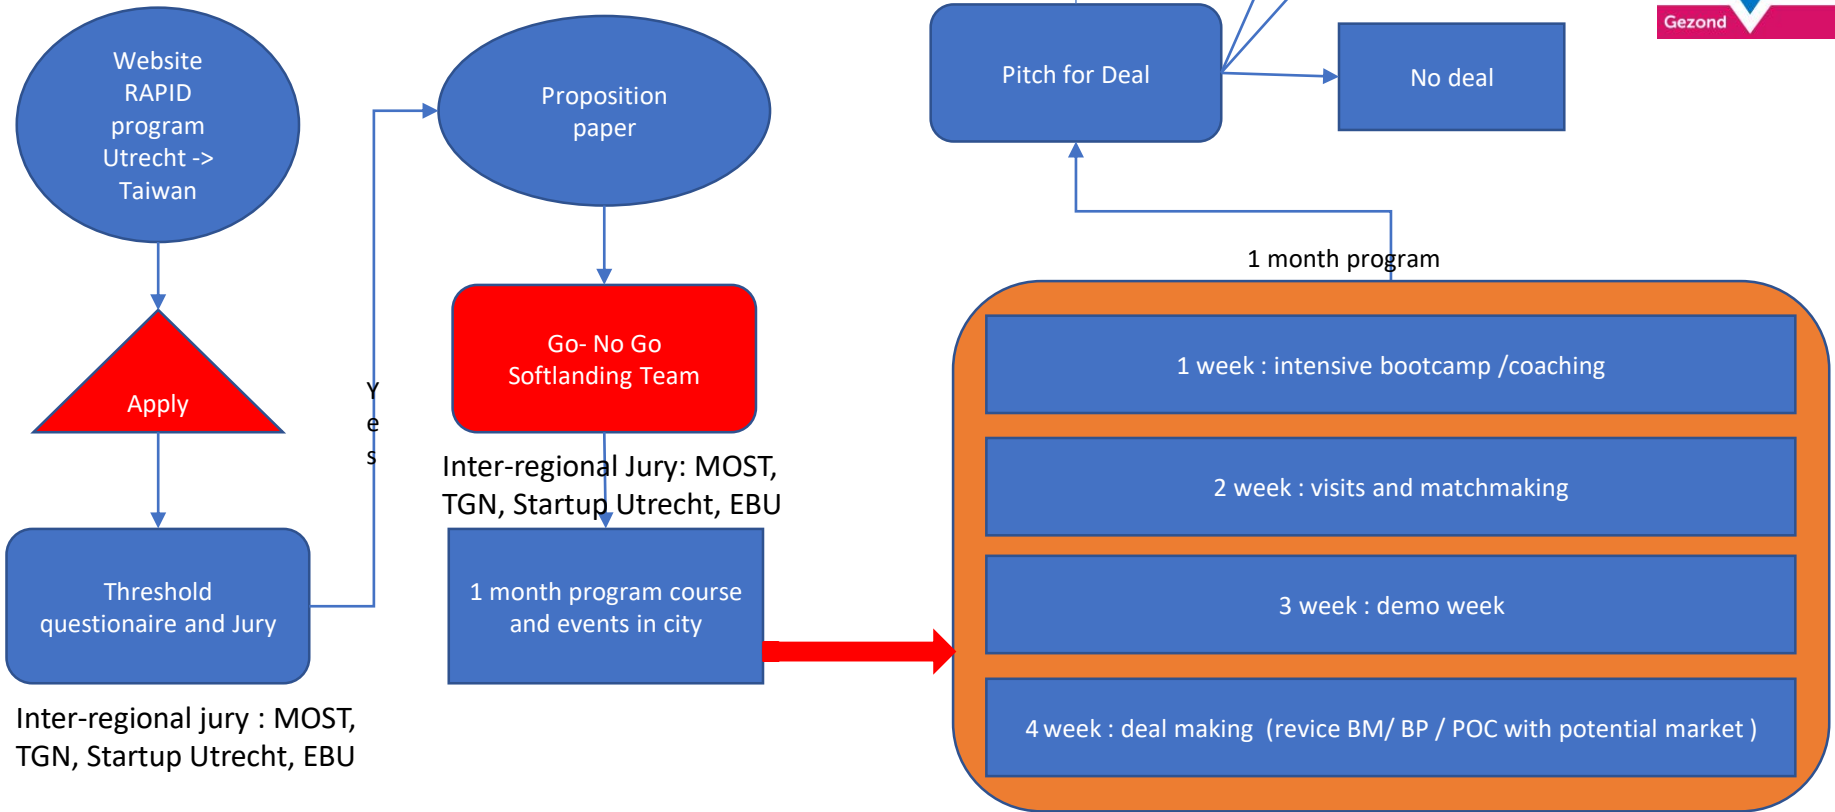 Website
RAPID
program
Utrecht ->
Taiwan
Apply
Threshold
questionaire and Jury
Inter-regional jury : MOST,
TGN, Startup Utrecht, EBU
Yes
Proposition
paper
Go- No Go
Softlanding Team
Inter-regional Jury: MOST,
TGN, Startup Utrecht, EBU
1 month program course
and events in city
Pitch for Deal
No deal
Gezond
1 month program
1 week : intensive bootcamp /coaching
2 week : visits and matchmaking
3 week : demo week
4 week : deal making (revice BM/ BP / POC with potential market )